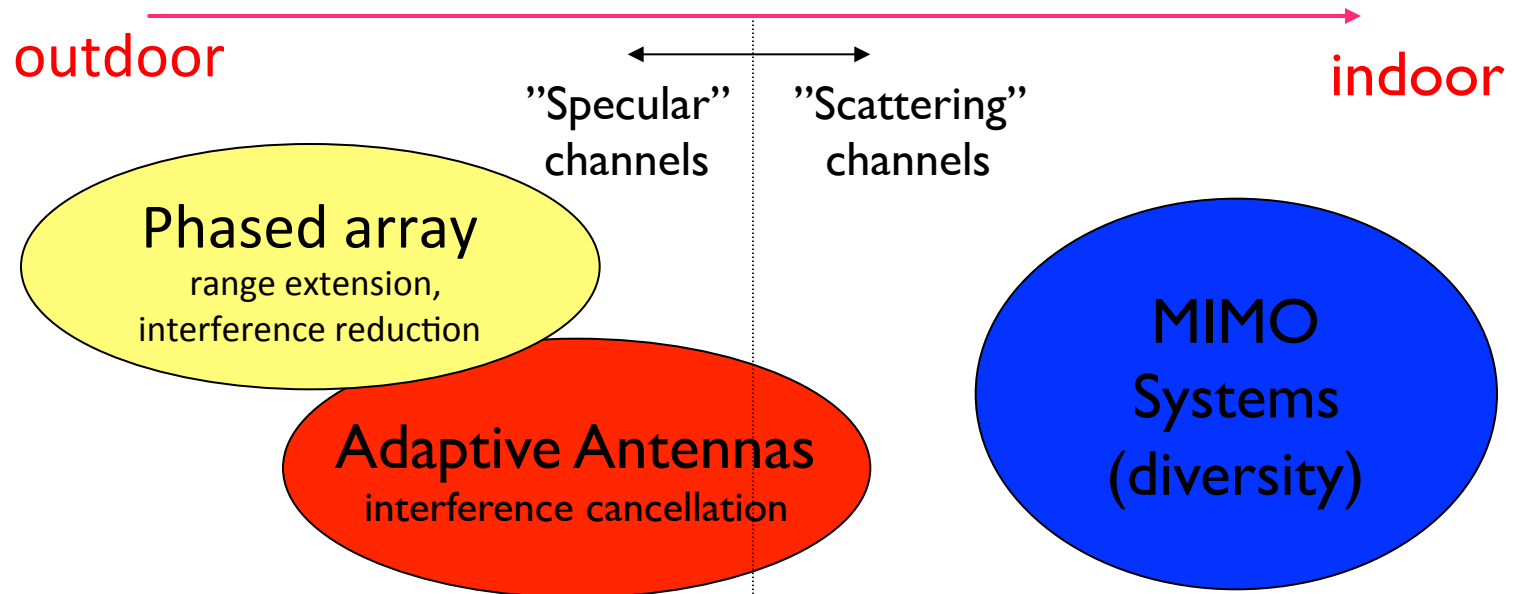 outdoor
indoor
”Specular”
channels
”Scattering”
channels
Phased array
range extension,
interference reduction
Adaptive Antennas
interference cancellation
MIMO
Systems
(diversity)